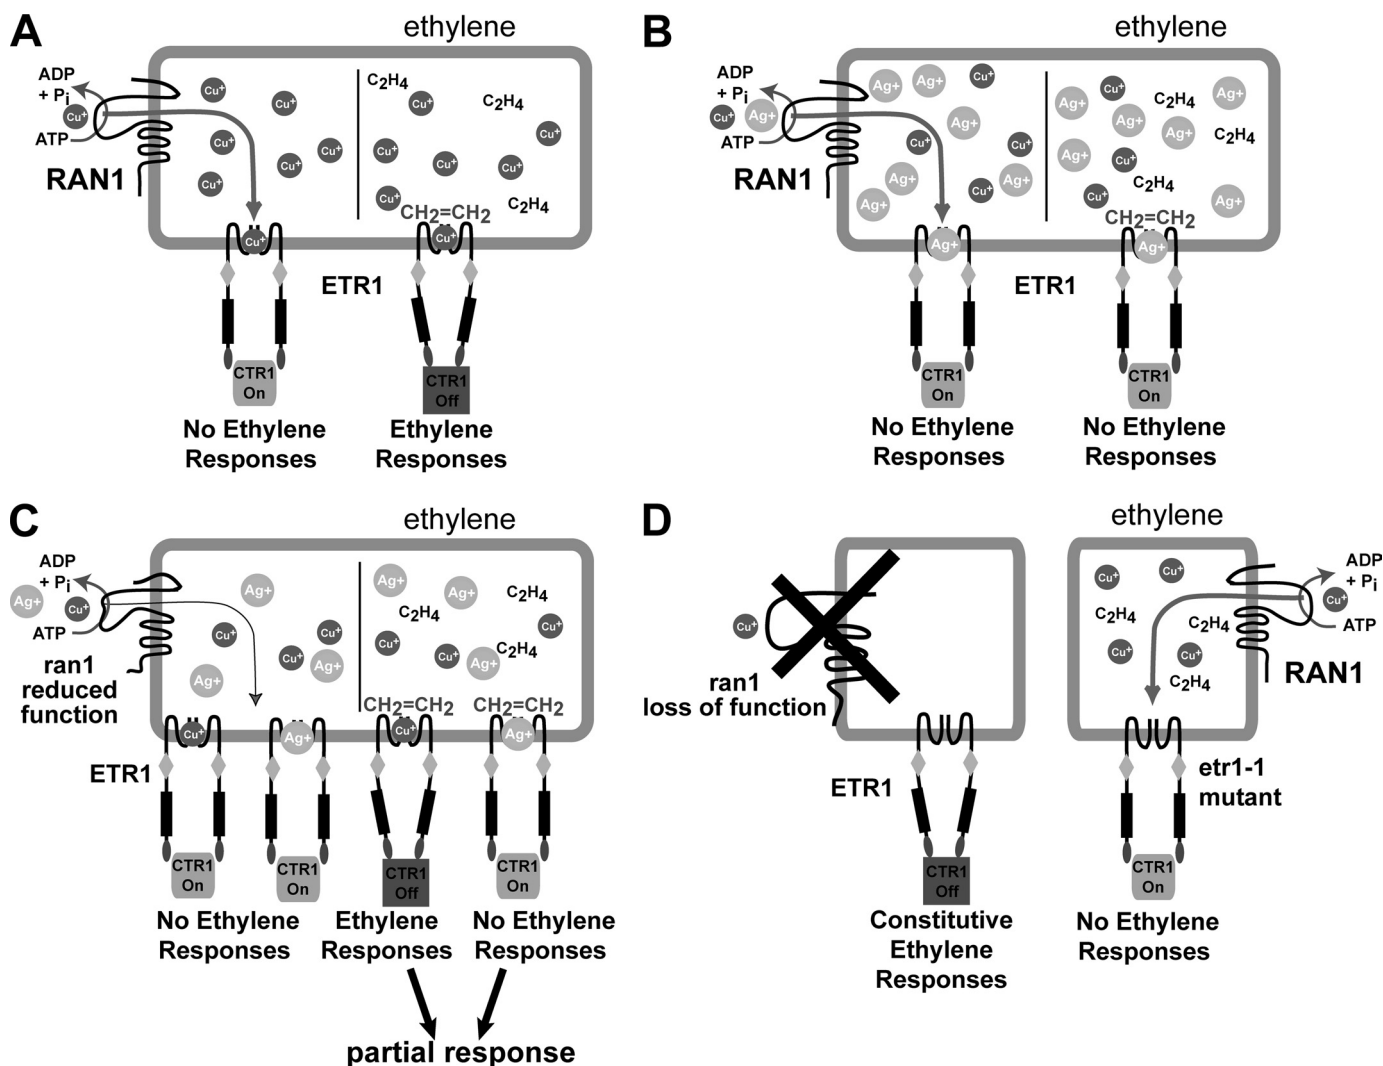 A
ethylene
ADP
+ Pi
Cu+
ATP
RAN1
Cu+
Cu+
Cu+
Cu+
Cu+
Cu+
Cu+
C2H4
Cu+
C2H4
Cu+
Cu+
Cu+
Cu+
Cu+
C2H4
CH2=CH2
Cu+
ETR1
CTR1
On
CTR1
Off
No Ethylene
Responses
Ethylene
Responses
B
ethylene
ADP
+ Pi
Cu+
Ag+
ATP
RAN1
Ag+
Ag+
Cu+
Ag+
Cu+
Cu+
Ag+
Ag+
Cu+
Ag+
Ag+
Ag+
Cu+
C2H4
Ag+
Ag+
Ag+
C2H4
Ag+
Cu+
C2H4
Cu+
Ag+
CH2=CH2
Ag+
ETR1
CTR1
On
CTR1
On
No Ethylene
Responses
No Ethylene
Responses
C
ethylene
ADP
+ Pi
Ag+
Cu+
ATP
ran1
reduced
function
Ag+
Cu+
Cu+
Cu+
Ag+
Ag+
Cu+
Ag+
Ag+
Ag+
C2H4
C2H4
Cu+
Cu+
Cu+
Ag+
C2H4
CH2=CH2
Cu+
CH2=CH2
Ag+
ETR1
CTR1
On
CTR1
On
CTR1
Off
CTR1
On
No Ethylene
Responses
Ethylene
Responses
No Ethylene
Responses
partial response
D
Cu+
ran1
loss of function
ETR1
CTR1
Off
Constitutive
Ethylene
Responses
ethylene
Cu+
Cu+
C2H4
C2H4
Cu+
Cu+
C2H4
ADP
+ Pi
Cu+
ATP
RAN1
etr1-1
mutant
CTR1
On
No Ethylene
Responses